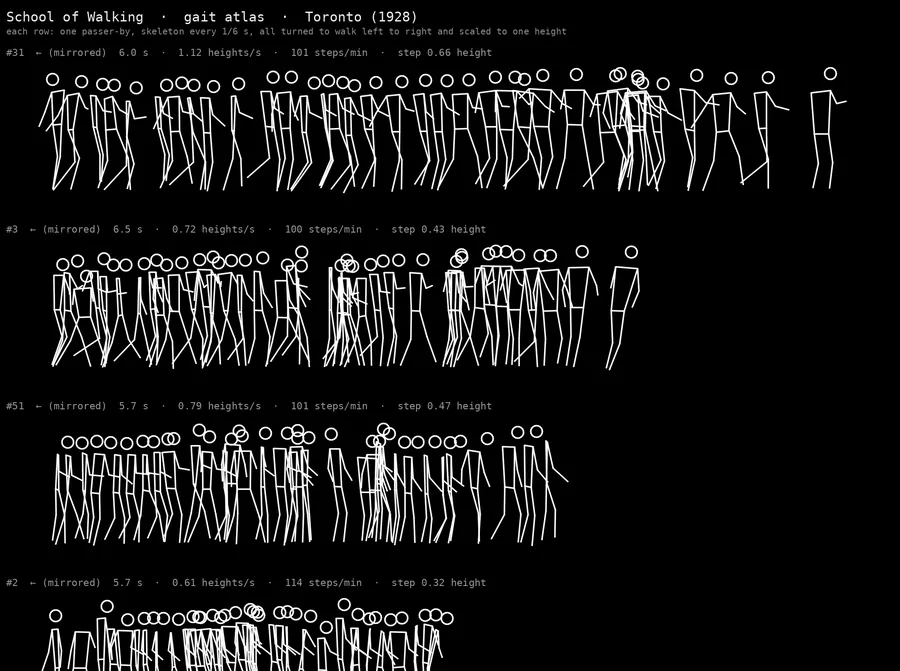 School of Walking · gait atlas · Toronto (1928)
each row: one passer-by, skeleton every 1/6 s, all turned to walk left to right and scaled to one height
#31 ← (mirrored) 6.0 s · 1.12 heights/s · 101 steps/min · step 0.66 height
#3 ← (mirrored) 6.5 s · 0.72 heights/s · 100 steps/min · step 0.43 height
#51 ← (mirrored) 5.7 s · 0.79 heights/s · 101 steps/min · step 0.47 height
#2 ← (mirrored) 5.7 s · 0.61 heights/s · 114 steps/min · step 0.32 height